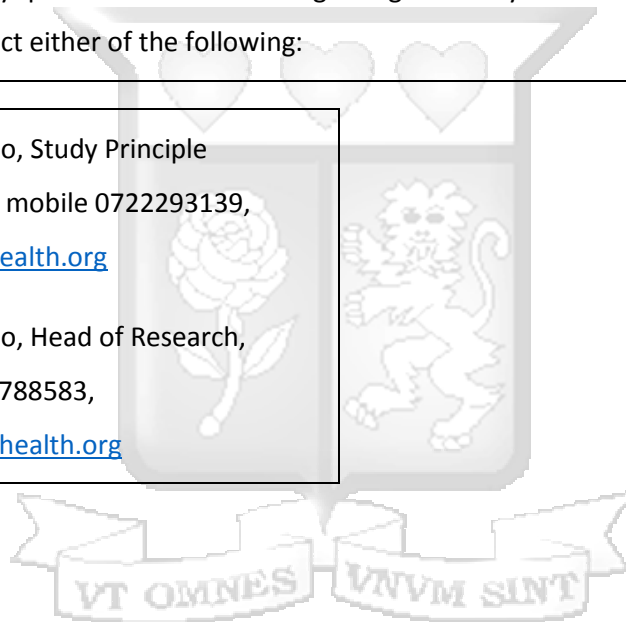 ct either of the following:
o, Study Principle
mobile 0722293139,
ealth.org
o, Head of Research,
788583,
health.org
VT OMNES VNVM SINT